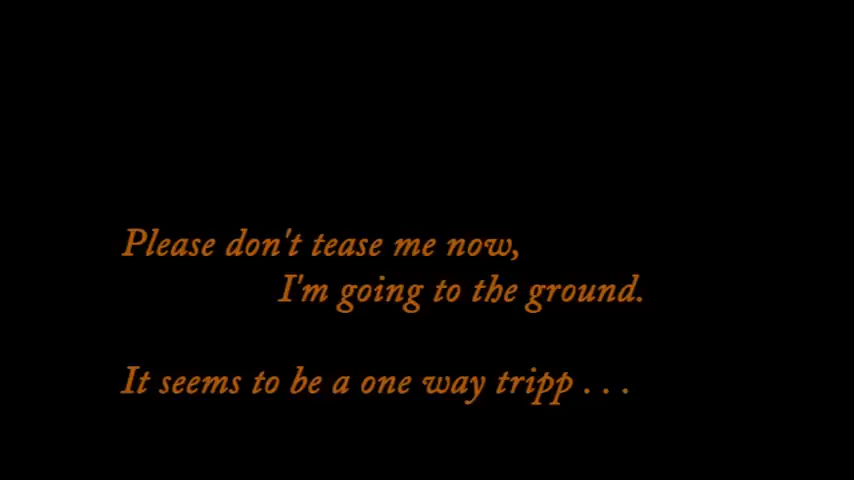 Please don't tease me now,
I'm going to the ground.
It seems to be a one way tripp . . .